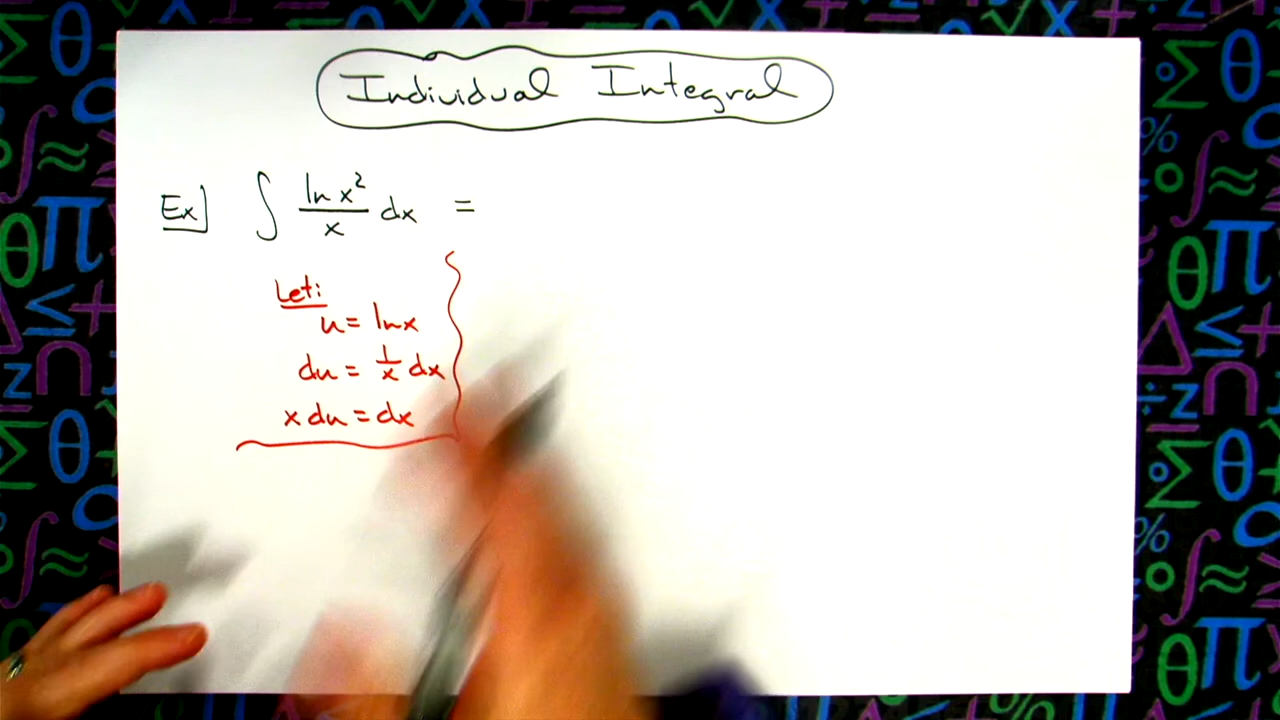 Individual Integral
Ex] ∫ ln x² / x dx =
Let:
u = ln x
du = 1/x dx
x du = dx